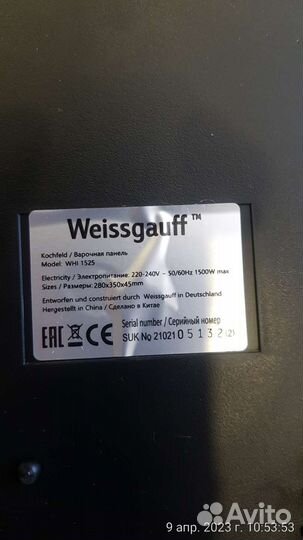 Weissgauff™
Kochfeld / Варочная панель
Model: WHI 1525
Electricity / Электропитание: 220-240V ~ 50/60Hz 1500W max
Sizes / Размеры: 280x350x45mm
Entworfen und construiert durch Weissgauff in Deutschland
Hergestellt in China / Сделано в Китае
EAC CE
Serial number / Серийный номер
SUK No 21021 0 5 1 3 2 (2)
Avito
9 апр. 2023 г. 10:53:53